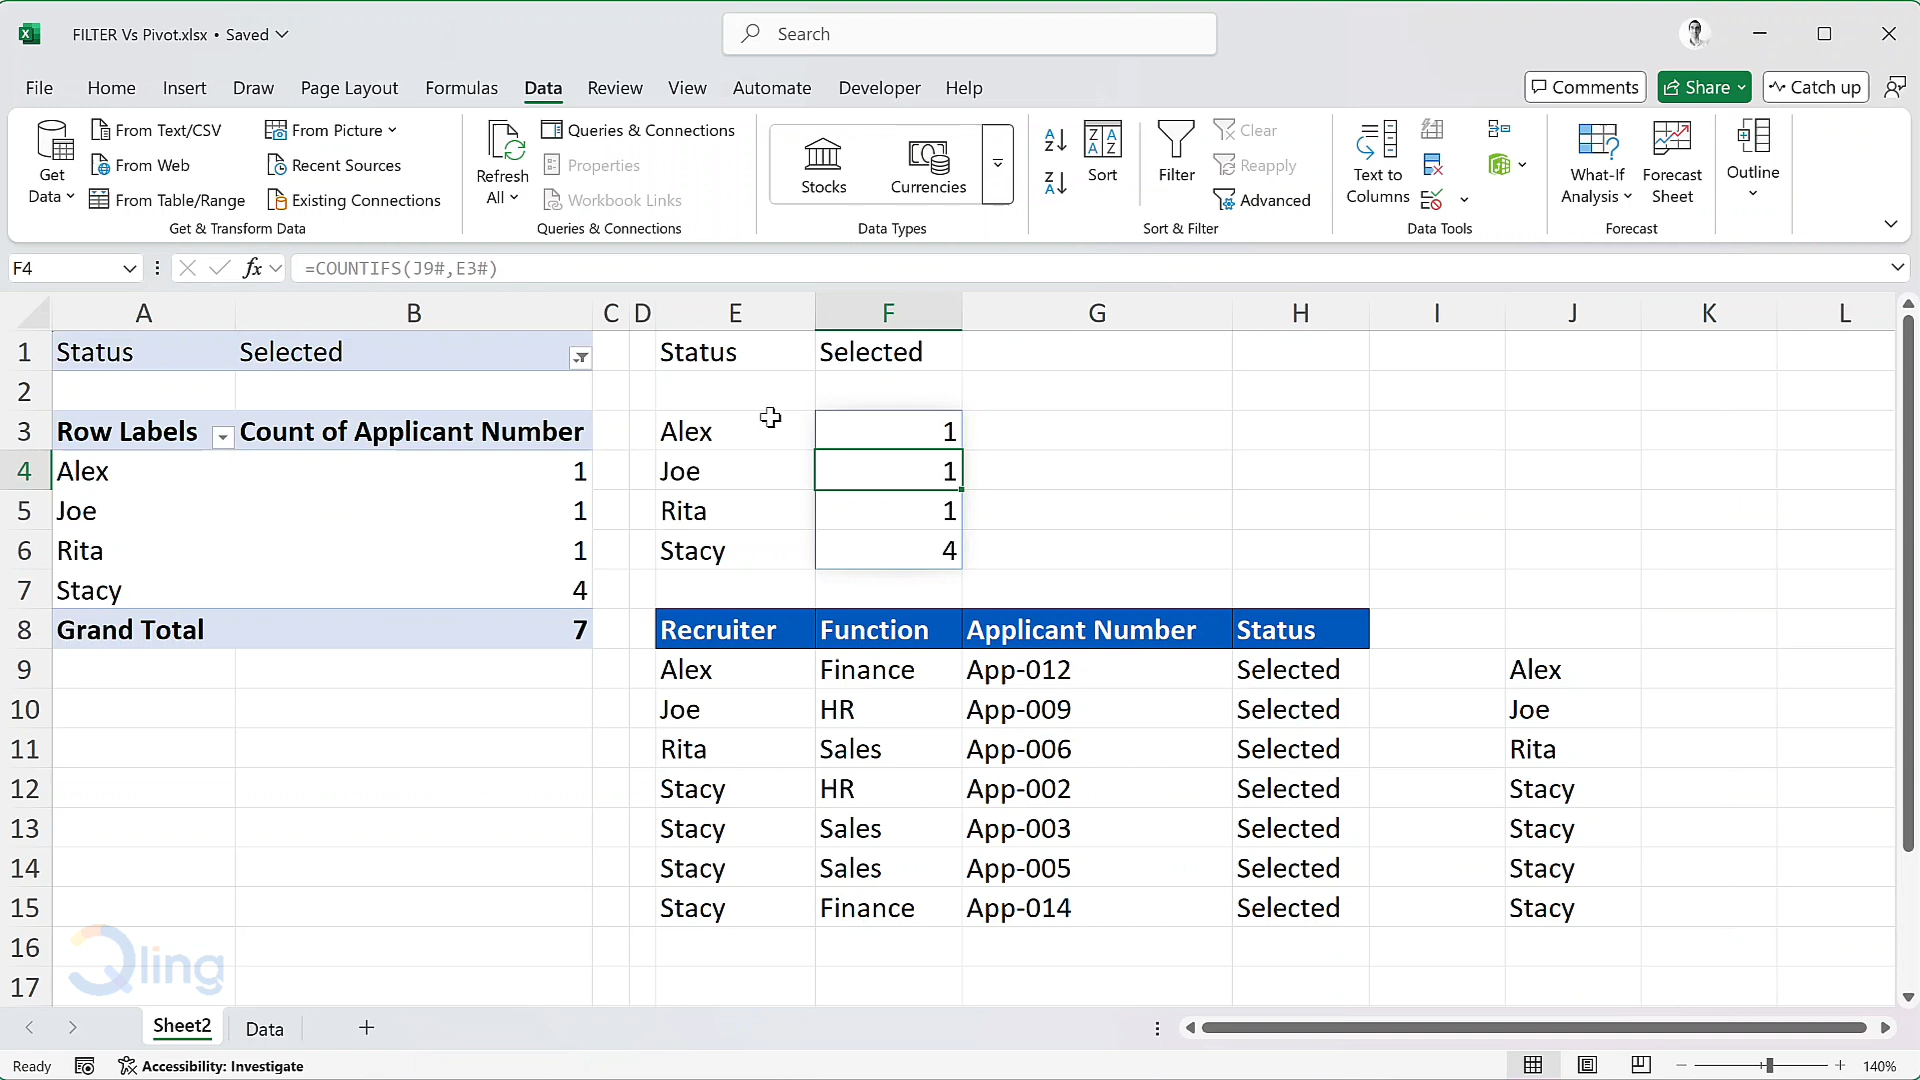 FILTER Vs Pivot.xlsx • Saved
Search
File Home Insert Draw Page Layout Formulas Data Review View Automate Developer Help
Comments Share Catch up
Get Data
From Text/CSV
From Web
From Table/Range
From Picture
Recent Sources
Existing Connections
Get & Transform Data
Refresh All
Queries & Connections
Properties
Workbook Links
Queries & Connections
Stocks
Currencies
Data Types
Sort
Filter
Clear
Reapply
Advanced
Sort & Filter
Text to Columns
Data Tools
What-If Analysis
Forecast Sheet
Forecast
Outline
F4 fx =COUNTIFS(J9#,E3#)
A B C D E F G H I J K L
1 Status Selected Status Selected
2
3 Row Labels Count of Applicant Number Alex 1
4 Alex 1 Joe 1
5 Joe 1 Rita 1
6 Rita 1 Stacy 4
7 Stacy 4
8 Grand Total 7 Recruiter Function Applicant Number Status
9 Alex Finance App-012 Selected Alex
10 Joe HR App-009 Selected Joe
11 Rita Sales App-006 Selected Rita
12 Stacy HR App-002 Selected Stacy
13 Stacy Sales App-003 Selected Stacy
14 Stacy Sales App-005 Selected Stacy
15 Stacy Finance App-014 Selected Stacy
16
17
Qling
Sheet2 Data
Ready Accessibility: Investigate 140%